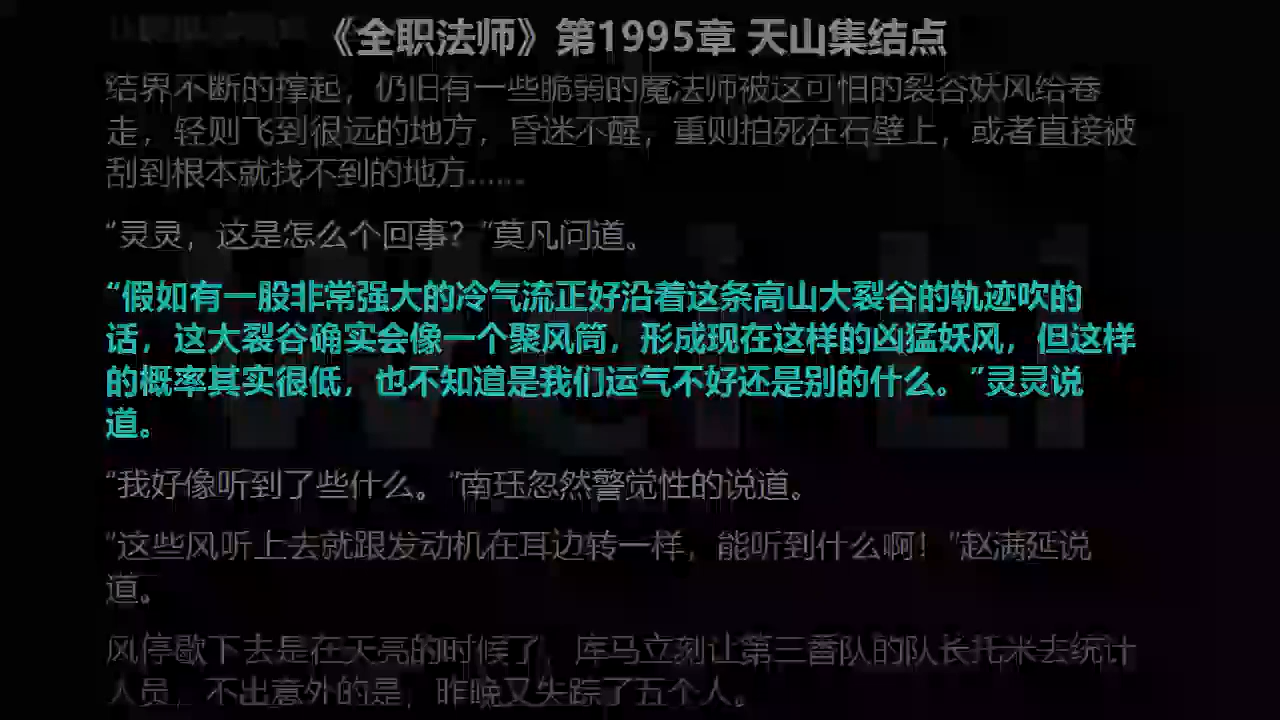 《全职法师》第1995章 天山集结点
结界不断的撑起，仍旧有一些脆弱的魔法师被这可怕的裂谷妖风给卷
走，轻则飞到很远的地方，昏迷不醒，重则拍死在石壁上，或者直接被
刮到根本就找不到的地方……
“灵灵，这是怎么个回事？”莫凡问道。
“假如有一股非常强大的冷气流正好沿着这条高山大裂谷的轨迹吹的
话，这大裂谷确实会像一个聚风筒，形成现在这样的凶猛妖风，但这样
的概率其实很低，也不知道是我们运气不好还是别的什么。”灵灵说
道。
“我好像听到了些什么。”南珏忽然警觉性的说道。
“这些风听上去就跟发动机在耳边转一样，能听到什么啊！”赵满延说
道。
风停歇下去是在天亮的时候了，库马立刻让第三番队的队长托米去统计
人员，不出意外的是，昨晚又失踪了五个人。